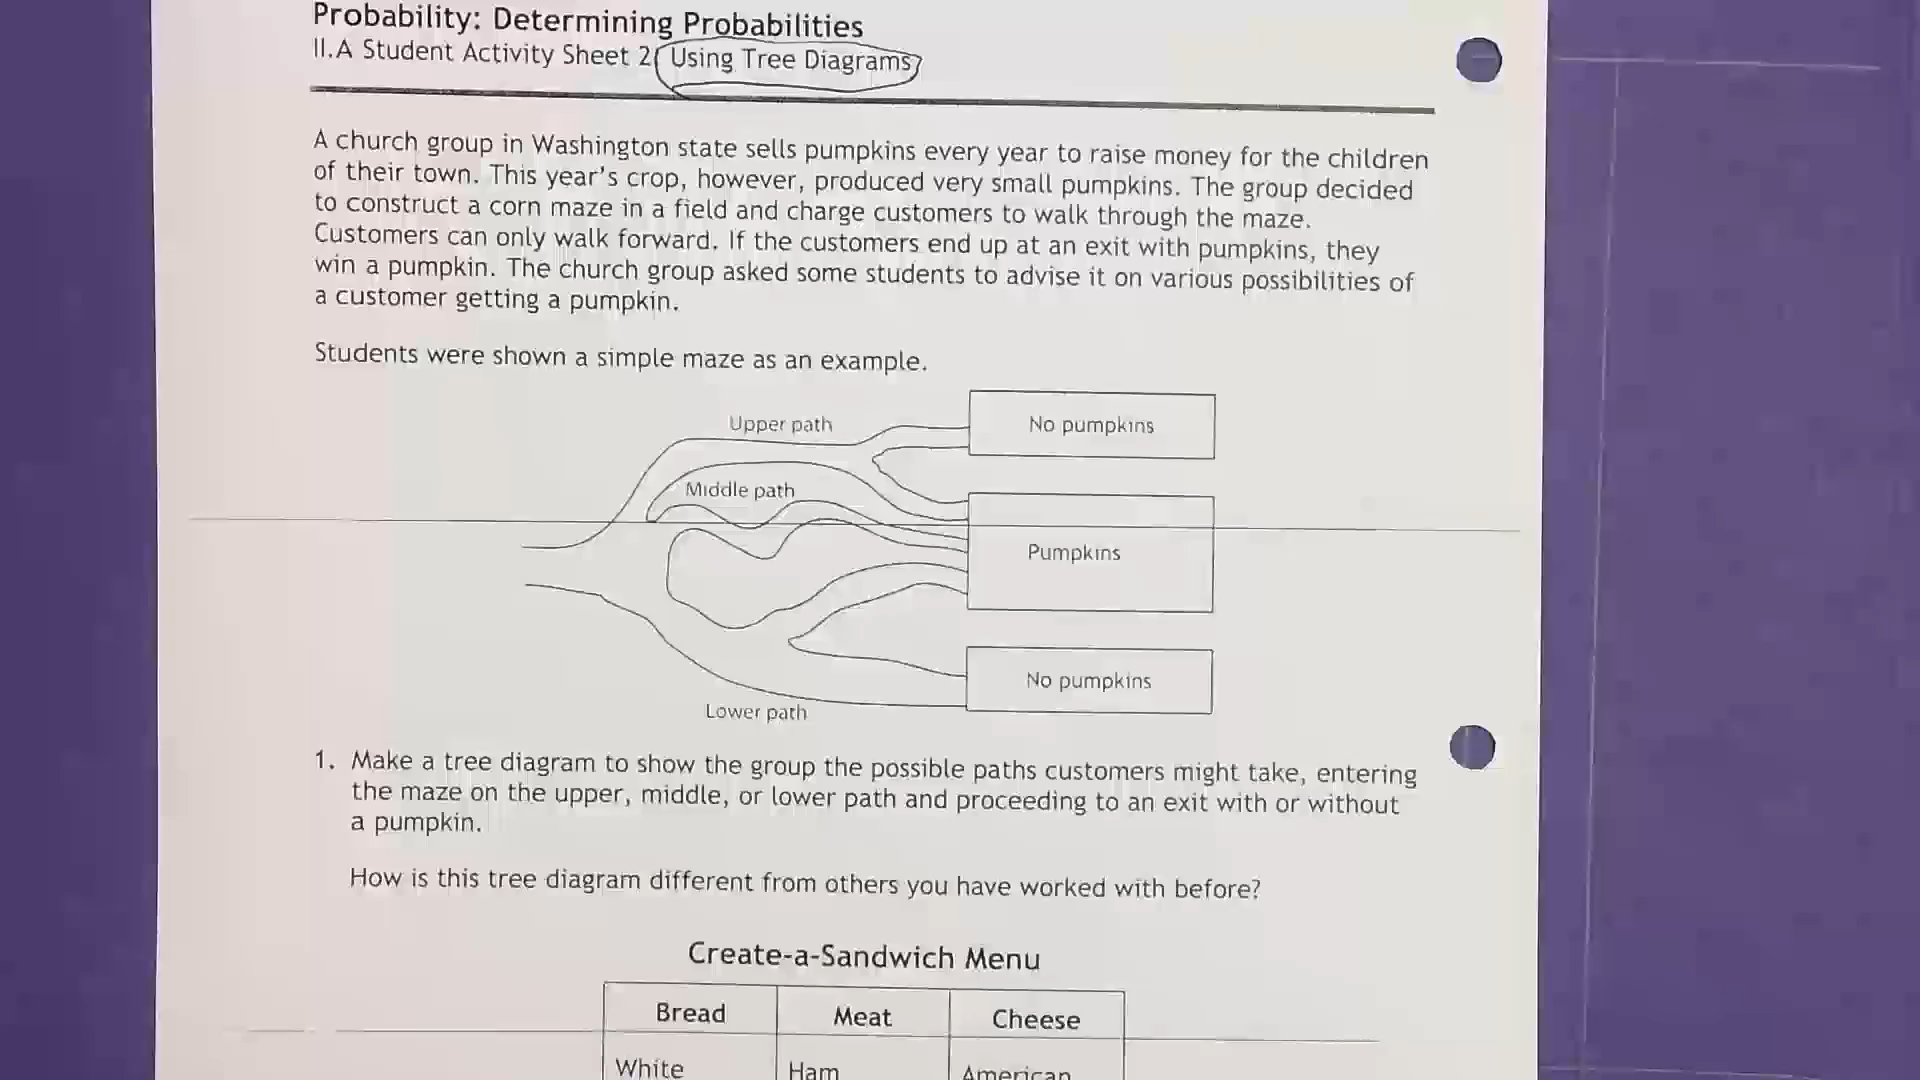 Probability: Determining Probabilities
II.A Student Activity Sheet 2 Using Tree Diagrams
A church group in Washington state sells pumpkins every year to raise money for the children
of their town. This year's crop, however, produced very small pumpkins. The group decided
to construct a corn maze in a field and charge customers to walk through the maze.
Customers can only walk forward. If the customers end up at an exit with pumpkins, they
win a pumpkin. The church group asked some students to advise it on various possibilities of
a customer getting a pumpkin.
Students were shown a simple maze as an example.
Upper path
No pumpkins
Middle path
Pumpkins
No pumpkins
Lower path
1. Make a tree diagram to show the group the possible paths customers might take, entering
the maze on the upper, middle, or lower path and proceeding to an exit with or without
a pumpkin.
How is this tree diagram different from others you have worked with before?
Create-a-Sandwich Menu
Bread Meat Cheese
White Ham American